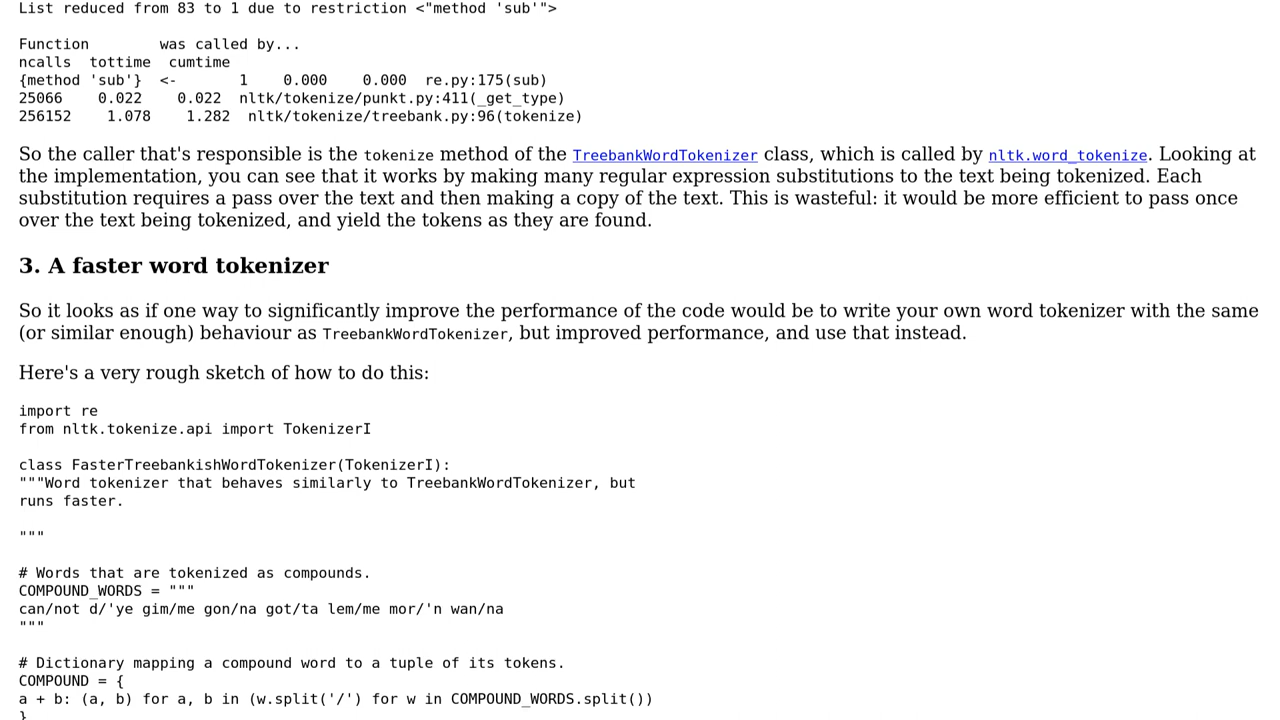 List reduced from 83 to 1 due to restriction <"method 'sub'">
Function        was called by...
ncalls  tottime  cumtime
{method 'sub'}  <-       1    0.000    0.000  re.py:175(sub)
25066    0.022    0.022  nltk/tokenize/punkt.py:411(_get_type)
256152    1.078    1.282  nltk/tokenize/treebank.py:96(tokenize)
So the caller that's responsible is the tokenize method of the TreebankWordTokenizer class, which is called by nltk.word_tokenize. Looking at
the implementation, you can see that it works by making many regular expression substitutions to the text being tokenized. Each
substitution requires a pass over the text and then making a copy of the text. This is wasteful: it would be more efficient to pass once
over the text being tokenized, and yield the tokens as they are found.
3. A faster word tokenizer
So it looks as if one way to significantly improve the performance of the code would be to write your own word tokenizer with the same
(or similar enough) behaviour as TreebankWordTokenizer, but improved performance, and use that instead.
Here's a very rough sketch of how to do this:
import re
from nltk.tokenize.api import TokenizerI
class FasterTreebankishWordTokenizer(TokenizerI):
"""Word tokenizer that behaves similarly to TreebankWordTokenizer, but
runs faster.
"""
# Words that are tokenized as compounds.
COMPOUND_WORDS = """
can/not d/'ye gim/me gon/na got/ta lem/me mor/'n wan/na
"""
# Dictionary mapping a compound word to a tuple of its tokens.
COMPOUND = {
a + b: (a, b) for a, b in (w.split('/') for w in COMPOUND_WORDS.split())
}